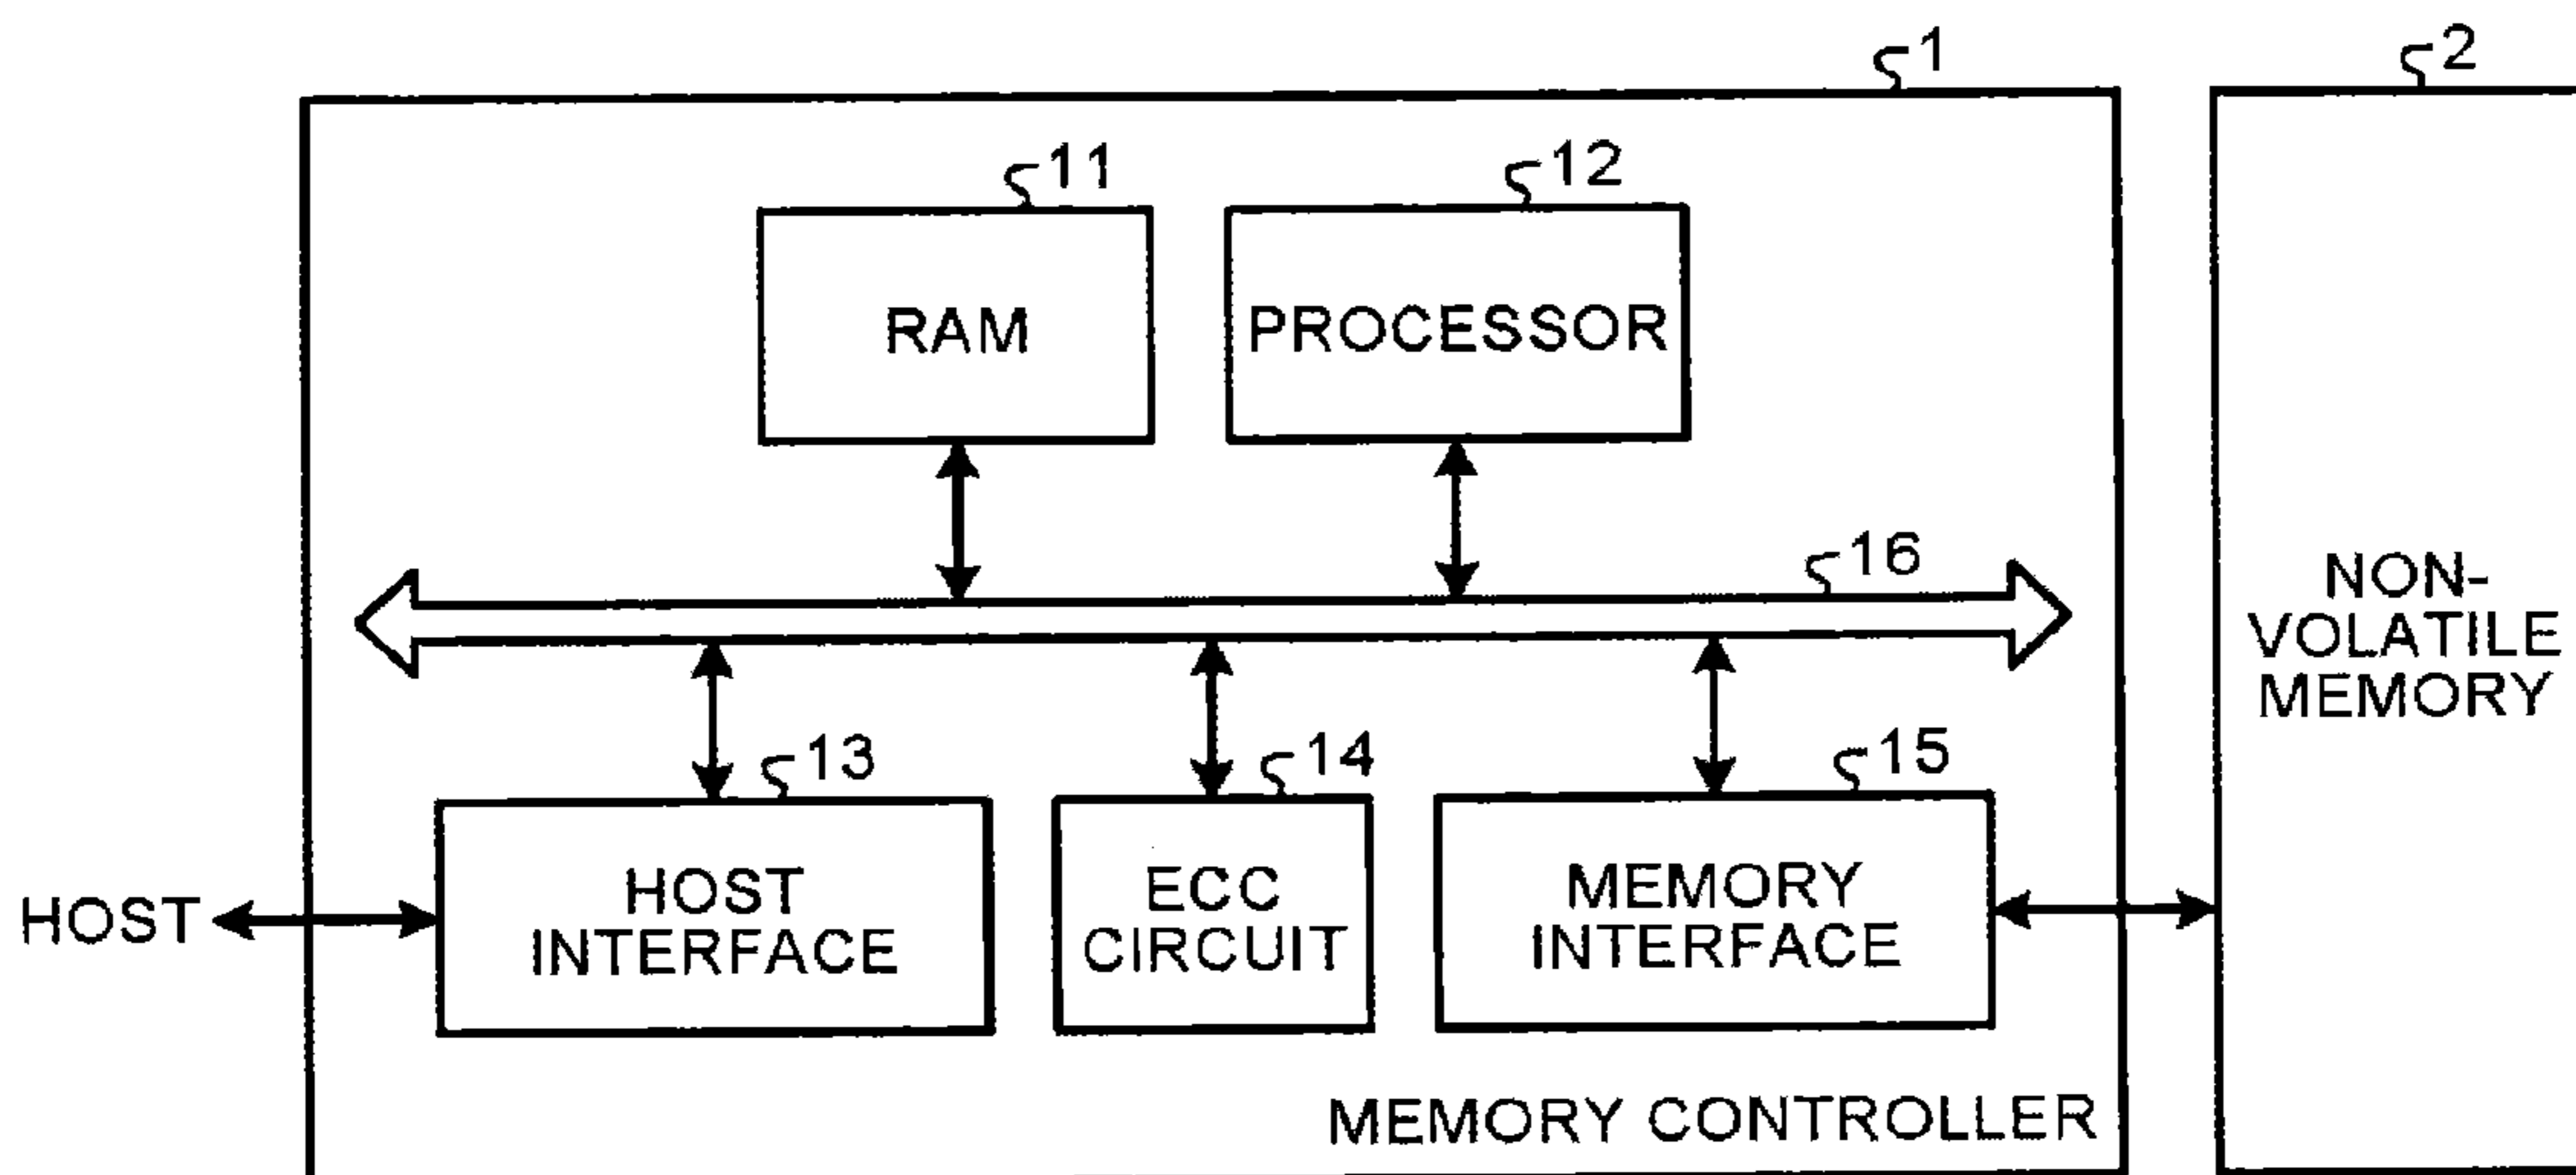 1
2
11
12
RAM
PROCESSOR
16
NON-
VOLATILE
MEMORY
13
14
15
HOST
HOST
INTERFACE
ECC
CIRCUIT
MEMORY
INTERFACE
MEMORY CONTROLLER